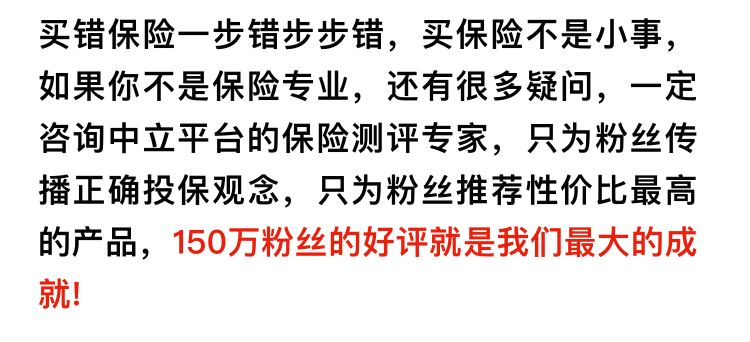 买错保险一步错步步错，买保险不是小事，
如果你不是保险专业，还有很多疑问，一定
咨询中立平台的保险测评专家，只为粉丝传
播正确投保观念，只为粉丝推荐性价比最高
的产品，150万粉丝的好评就是我们最大的成
就!